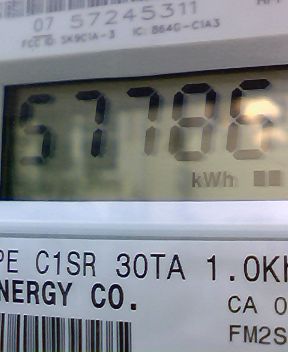 07 57245311
FCC ID: SK9C1A-3 IC: 864G-C1A3
57786
kWh
PE C1SR 30TA 1.0Kh
NERGY CO.
CA 0
FM2S